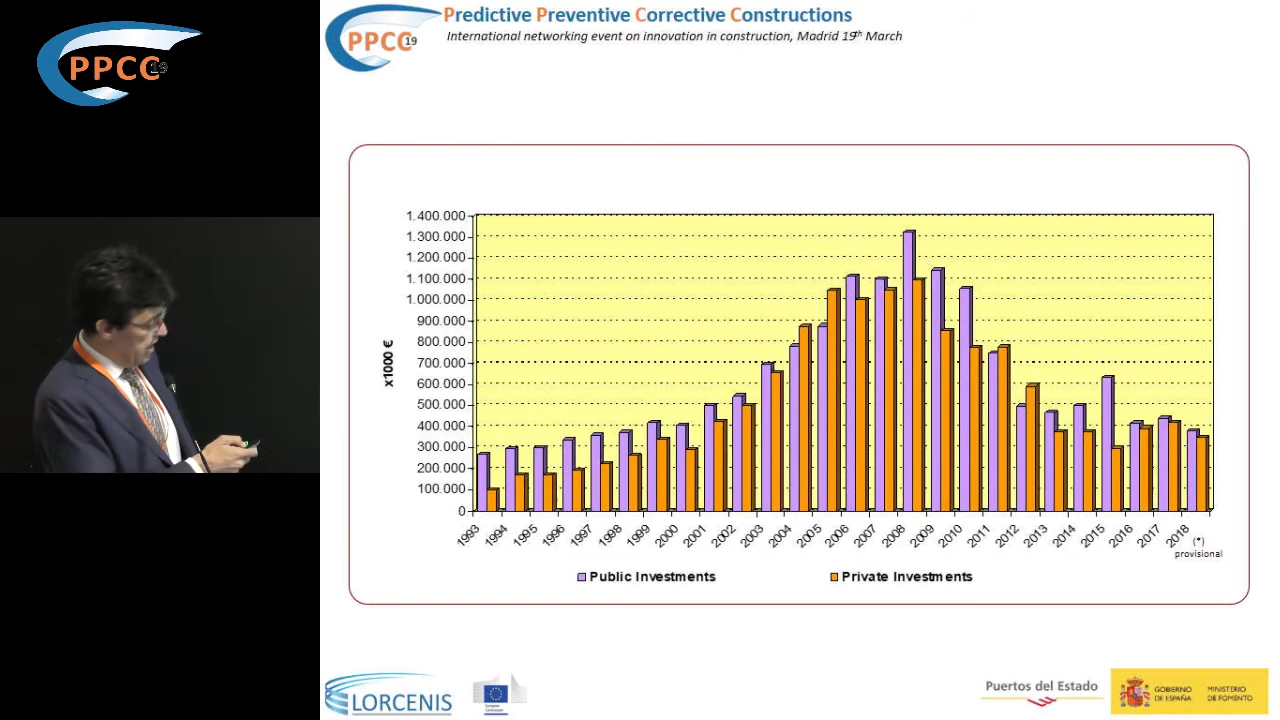 PPCC19
PPCC19
Predictive Preventive Corrective Constructions
International networking event on innovation in construction, Madrid 19th March
1.400.000
1.300.000
1.200.000
1.100.000
1.000.000
900.000
800.000
700.000
600.000
500.000
400.000
300.000
200.000
100.000
0
x1000 €
1993 1994 1995 1996 1997 1998 1999 2000 2001 2002 2003 2004 2005 2006 2007 2008 2009 2010 2011 2012 2013 2014 2015 2016 2017 2018 (*)
provisional
Public Investments Private Investments
LORCENIS
European
Commission
Puertos del Estado
GOBIERNO
DE ESPAÑA
MINISTERIO
DE FOMENTO